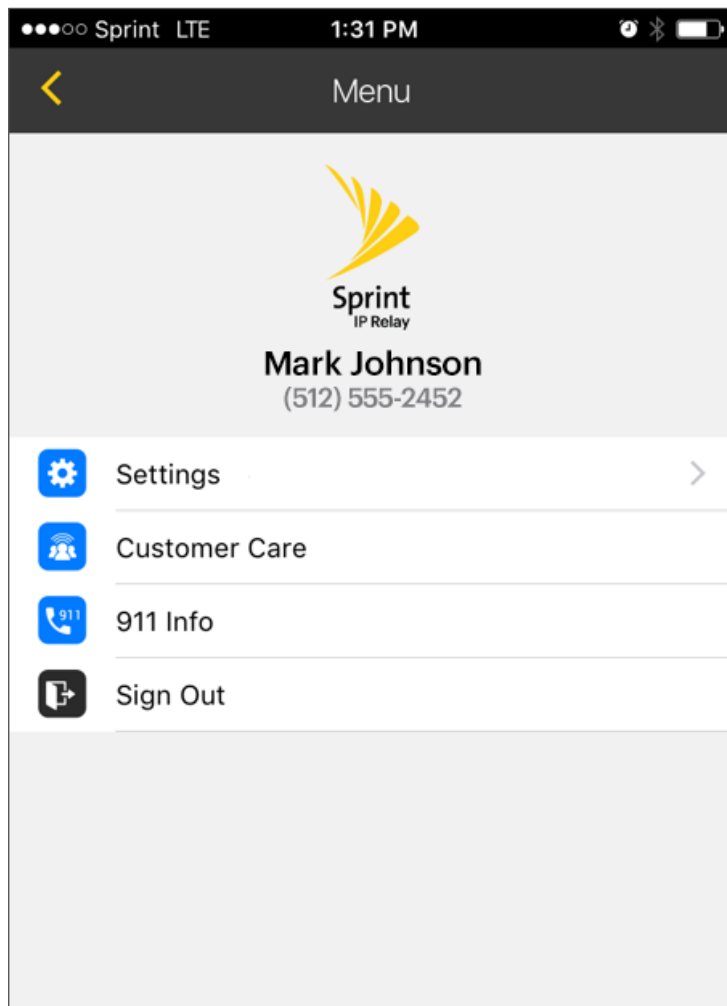 Sprint LTE 1:31 PM
Menu
Sprint
IP Relay
Mark Johnson
(512) 555-2452
Settings
Customer Care
911
911 Info
Sign Out